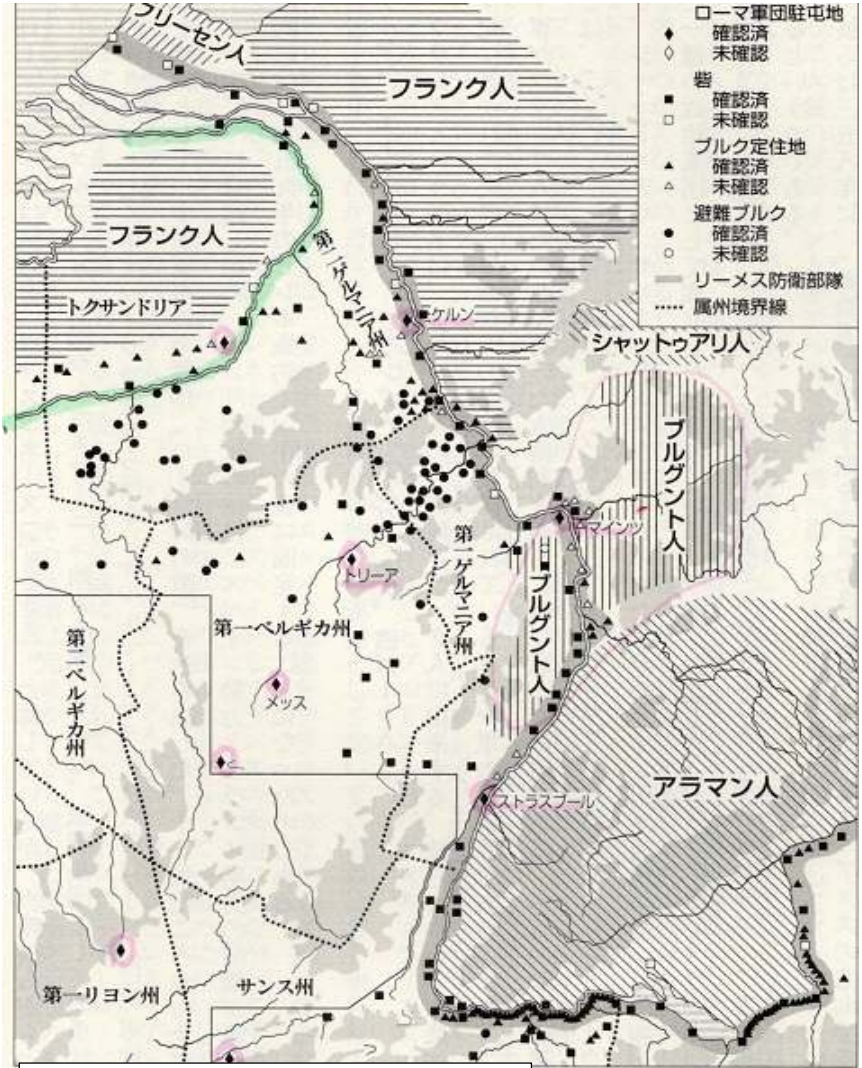 ローマ軍団駐屯地
確認済
未確認
砦
確認済
未確認
ブルク定住地
確認済
未確認
避難ブルク
確認済
未確認
リーメス防衛部隊
属州境界線
フリーセン人
フランク人
フランク人
トクサンドリア
第二ゲルマニア州
ケルン
シャットゥアリ人
ブルグント人
マインツ
トリーア
第一ゲルマニア州
ブルグント人
第一ベルギカ州
第二ベルギカ州
メッス
ストラスブール
アラマン人
第一リヨン州
サンス州